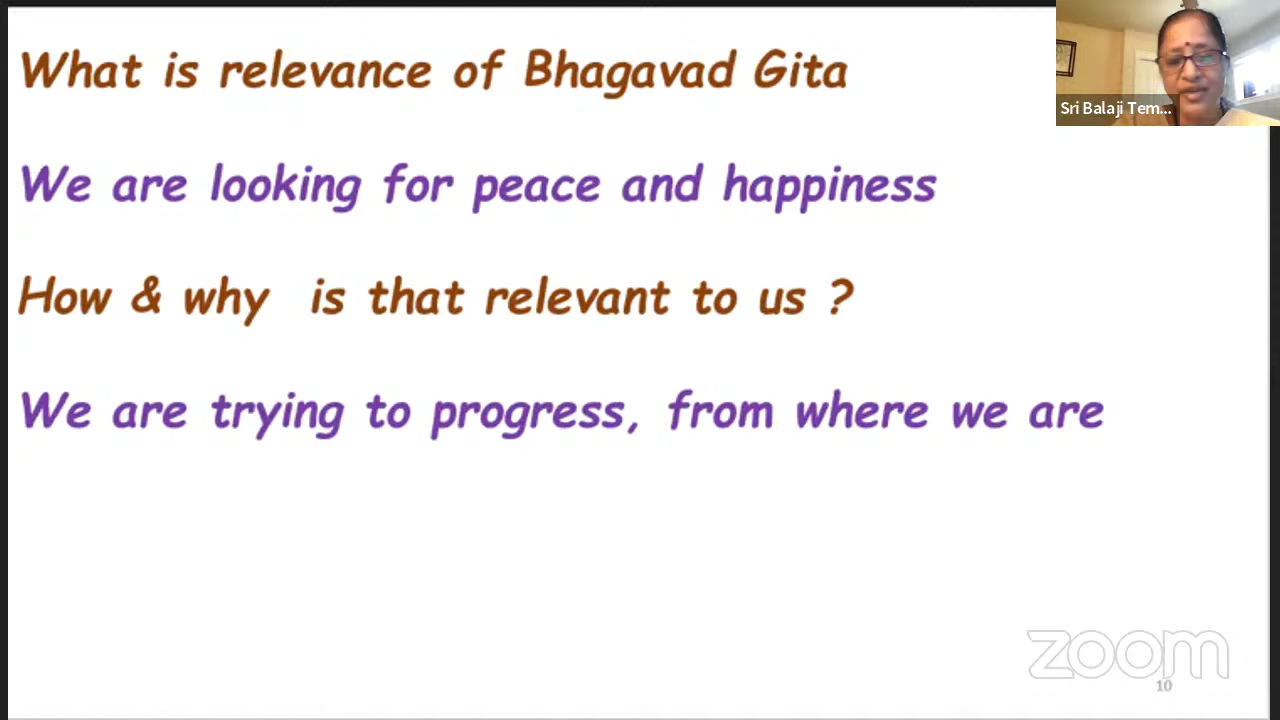 What is relevance of Bhagavad Gita
Sri Balaji Tem...
We are looking for peace and happiness
How & why is that relevant to us ?
We are trying to progress, from where we are
zoom
10